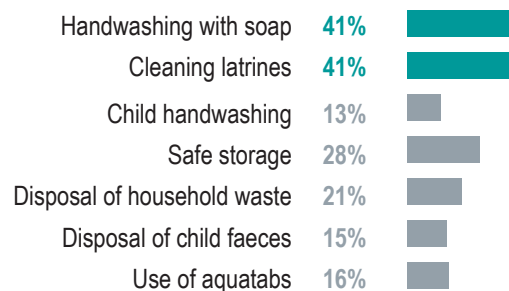 Handwashing with soap 41%
Cleaning latrines 41%
Child handwashing 13%
Safe storage 28%
Disposal of household waste 21%
Disposal of child faeces 15%
Use of aquatabs 16%